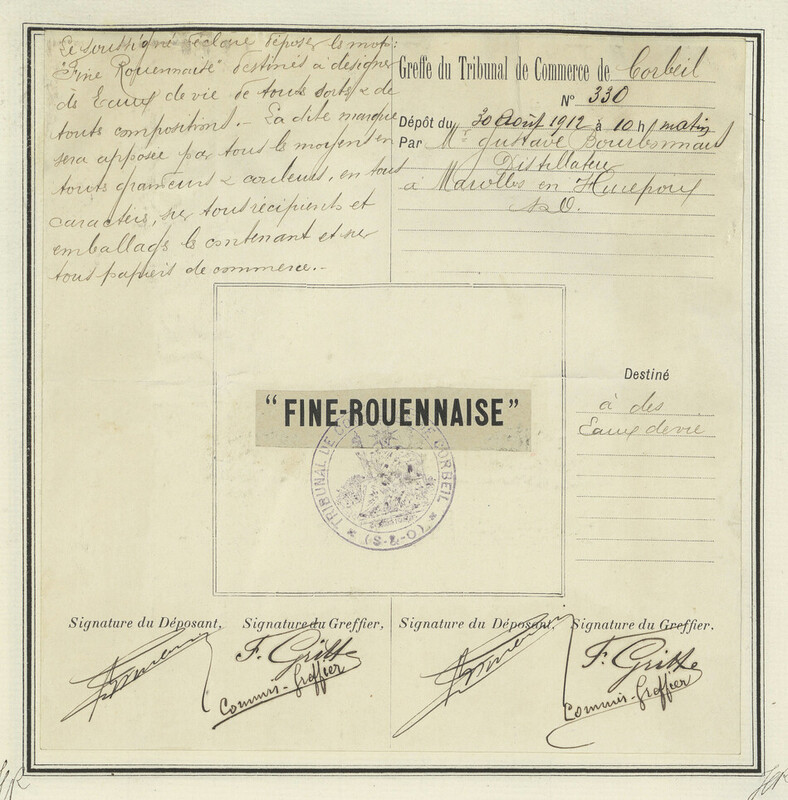 Le soussigné déclare déposer les mots:
"Fine Rouennaise" destinés à désigner
des Eaux de vie de toutes sortes & de
toutes compositions. - La dite marque
sera apposée par tous les moyens en
toutes grandeurs & couleurs, en tous
caractères, sur tous récipients et
emballages le contenant et sur
tous papiers de commerce. -
Greffe du Tribunal de Commerce de Corbeil
N° 330
Dépôt du 30 Août 1912 à 10 h/ matin
Par Mr Gustave Bourbonnais
Distillateur
à Marolles en Hurepoix
S&O.
Destiné
à des
Eaux de vie
"FINE-ROUENNAISE"
* TRIBUNAL DE COMMERCE DE CORBEIL *
(S-&-O)
Signature du Déposant, Signature du Greffier, Signature du Déposant, Signature du Greffier.
F. Gritte F. Gritte
Commis-Greffier Commis-Greffier